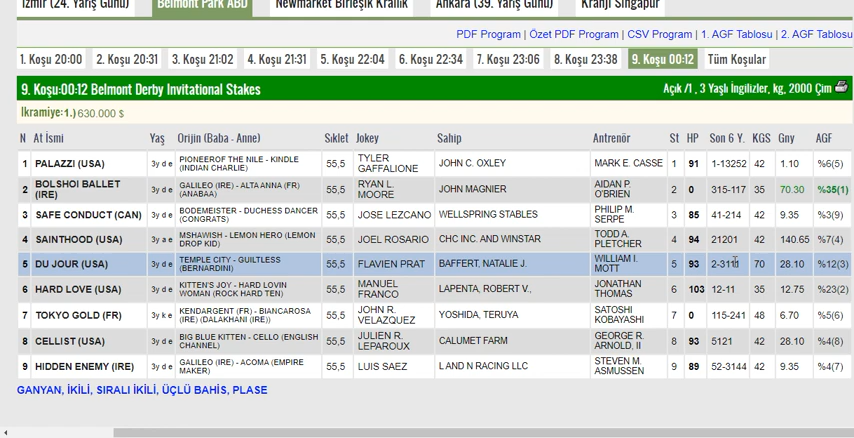 İzmir (24. Yarış Günü) Belmont Park ABD Newmarket Birleşik Krallık Ankara (39. Yarış Günü) Kranji Singapur
PDF Program | Özet PDF Program | CSV Program | 1. AGF Tablosu | 2. AGF Tablosu
1. Koşu 20:00 2. Koşu 20:31 3. Koşu 21:02 4. Koşu 21:31 5. Koşu 22:04 6. Koşu 22:34 7. Koşu 23:06 8. Koşu 23:38 9. Koşu 00:12 Tüm Koşular
9. Koşu:00:12 Belmont Derby Invitational Stakes Açık /1 , 3 Yaşlı İngilizler, kg, 2000 Çim
Ikramiye:1.) 630.000 $
N At İsmi Yaş Orijin (Baba - Anne) Sıklet Jokey Sahip Antrenör St HP Son 6 Y. KGS Gny AGF
1 PALAZZI (USA) 3y d e PIONEEROF THE NILE - KINDLE (INDIAN CHARLIE) 55,5 TYLER GAFFALIONE JOHN C. OXLEY MARK E. CASSE 1 91 1-13252 42 1.10 %6(5)
2 BOLSHOI BALLET (IRE) 3y d e GALILEO (IRE) - ALTA ANNA (FR) (ANABAA) 55,5 RYAN L. MOORE JOHN MAGNIER AIDAN P. O'BRIEN 2 0 315-117 35 70.30 %35(1)
3 SAFE CONDUCT (CAN) 3y d e BODEMEISTER - DUCHESS DANCER (CONGRATS) 55,5 JOSE LEZCANO WELLSPRING STABLES PHILIP M. SERPE 3 85 41-214 42 9.35 %3(9)
4 SAINTHOOD (USA) 3y a e MSHAWISH - LEMON HERO (LEMON DROP KID) 55,5 JOEL ROSARIO CHC INC. AND WINSTAR TODD A. PLETCHER 4 94 21201 42 140.65 %7(4)
5 DU JOUR (USA) 3y d e TEMPLE CITY - GUILTLESS (BERNARDINI) 55,5 FLAVIEN PRAT BAFFERT, NATALIE J. WILLIAM I. MOTT 5 93 70 28.10 %12(3)
6 HARD LOVE (USA) 3y d e KITTEN'S JOY - HARD LOVIN WOMAN (ROCK HARD TEN) 55,5 MANUEL FRANCO LAPENTA, ROBERT V., JONATHAN THOMAS 6 103 12-11 35 12.75 %23(2)
7 TOKYO GOLD (FR) 3y k e KENDARGENT (FR) - BIANCAROSA (IRE) (DALAKHANI (IRE)) 55,5 JOHN R. VELAZQUEZ YOSHIDA, TERUYA SATOSHI KOBAYASHI 7 0 115-241 48 6.70 %5(6)
8 CELLIST (USA) 3y d e BIG BLUE KITTEN - CELLO (ENGLISH CHANNEL) 55,5 JULIEN R. LEPAROUX CALUMET FARM GEORGE R. ARNOLD, II 8 93 5121 42 28.10 %4(8)
9 HIDDEN ENEMY (IRE) 3y d e GALILEO (IRE) - ACOMA (EMPIRE MAKER) 55,5 LUIS SAEZ L AND N RACING LLC STEVEN M. ASMUSSEN 9 89 52-3144 42 9.35 %4(7)
GANYAN, İKİLİ, SIRALI İKİLİ, ÜÇLÜ BAHİS, PLASE